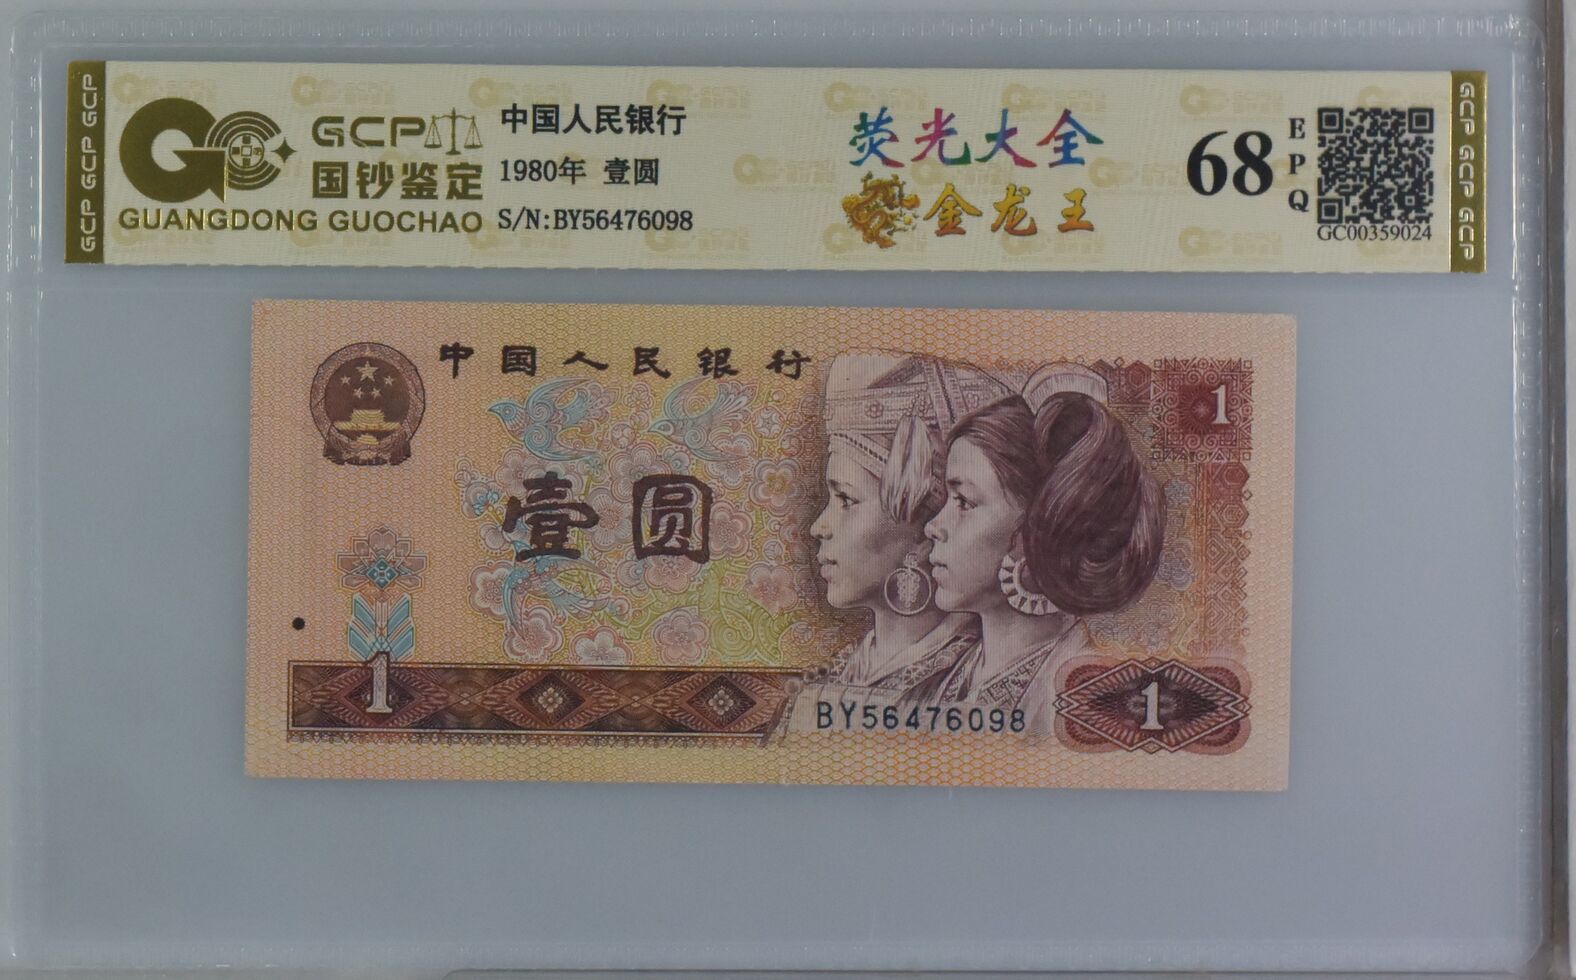 GCP GCP GCP
GCP
国钞鉴定
GUANGDONG GUOCHAO
中国人民银行
1980年 壹圆
S/N:BY56476098
荧光大全
金龙王
68
EPQ
GC00359024
GCP GCP GCP
中国人民银行
1
壹圆
1
BY56476098
1